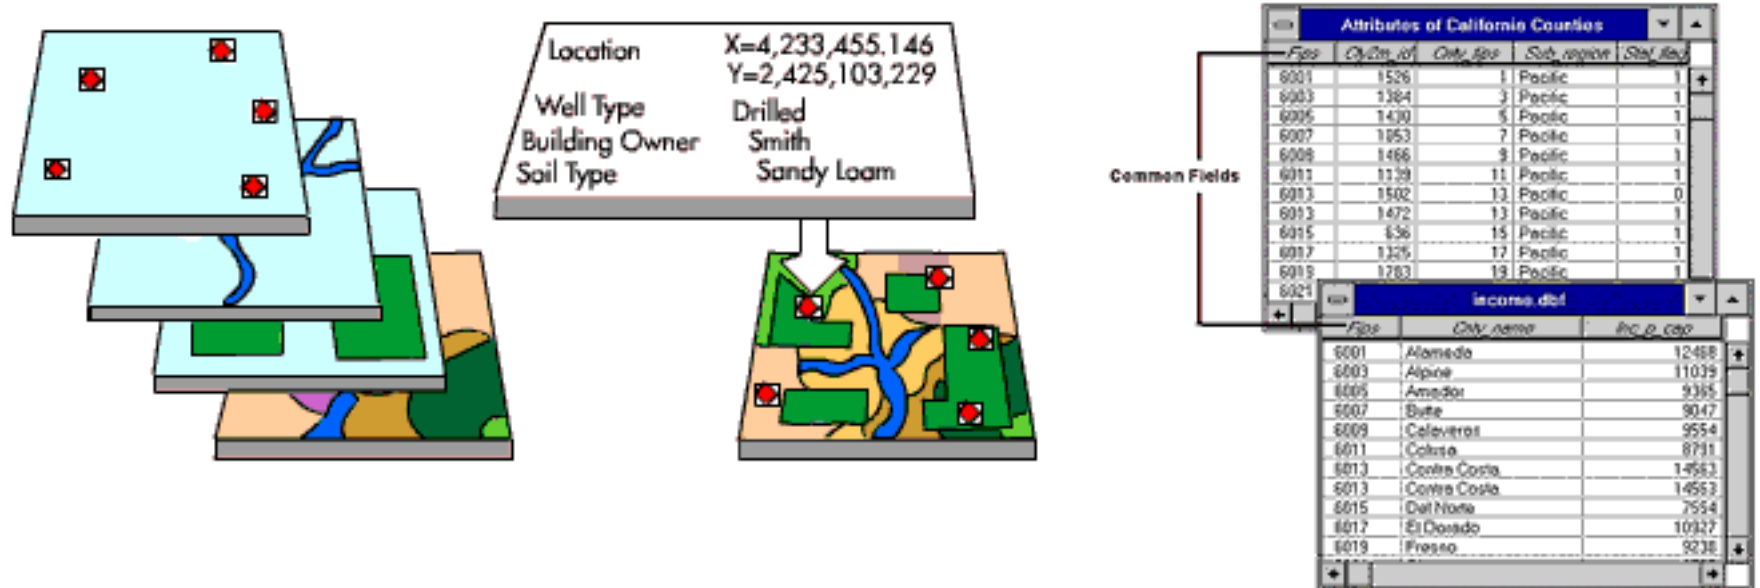 Location X=4,233,455.146
Y=2,425,103,229
Well Type Drilled
Building Owner Smith
Soil Type Sandy Loam
Common Fields
Attributes of California Counties
Fips Cnty_fips Sub_region
6001 1526 1 Pacific 1
6003 1384 3 Pacific 1
6005 1430 5 Pacific 1
6007 7 Pacific 1
1466 9 Pacific 1
6011 1139 11 Pacific 1
6013 1502 13 Pacific 0
6013 1472 13 Pacific 1
6015 636 15 Pacific 1
6017 1325 17 Pacific 1
6019 1783 19 Pacific 1
6021
income.dbf
Fips Cnty_name Inc_p_cap
6001 Alameda 12468
6003 Alpine 11039
6005 Amador 9365
6007 Butte 9047
6009 Calaveras 9554
6011 Colusa 8791
6013 Contra Costa 14563
6013 Contra Costa 14563
6015 Del Norte 7554
6017 El Dorado 10927
6019 Fresno 9238